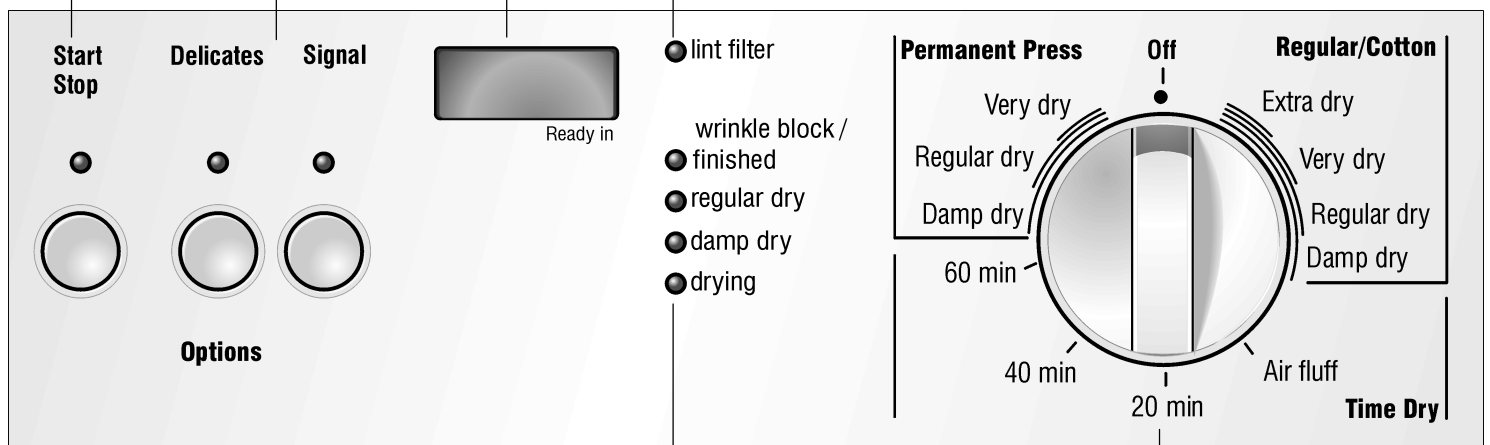 Start
Stop
Delicates
Signal
Options
Ready in
lint filter
wrinkle block /
finished
regular dry
damp dry
drying
Permanent Press
Off
Regular/Cotton
Very dry
Regular dry
Damp dry
Extra dry
Very dry
Regular dry
Damp dry
60 min
40 min
20 min
Air fluff
Time Dry